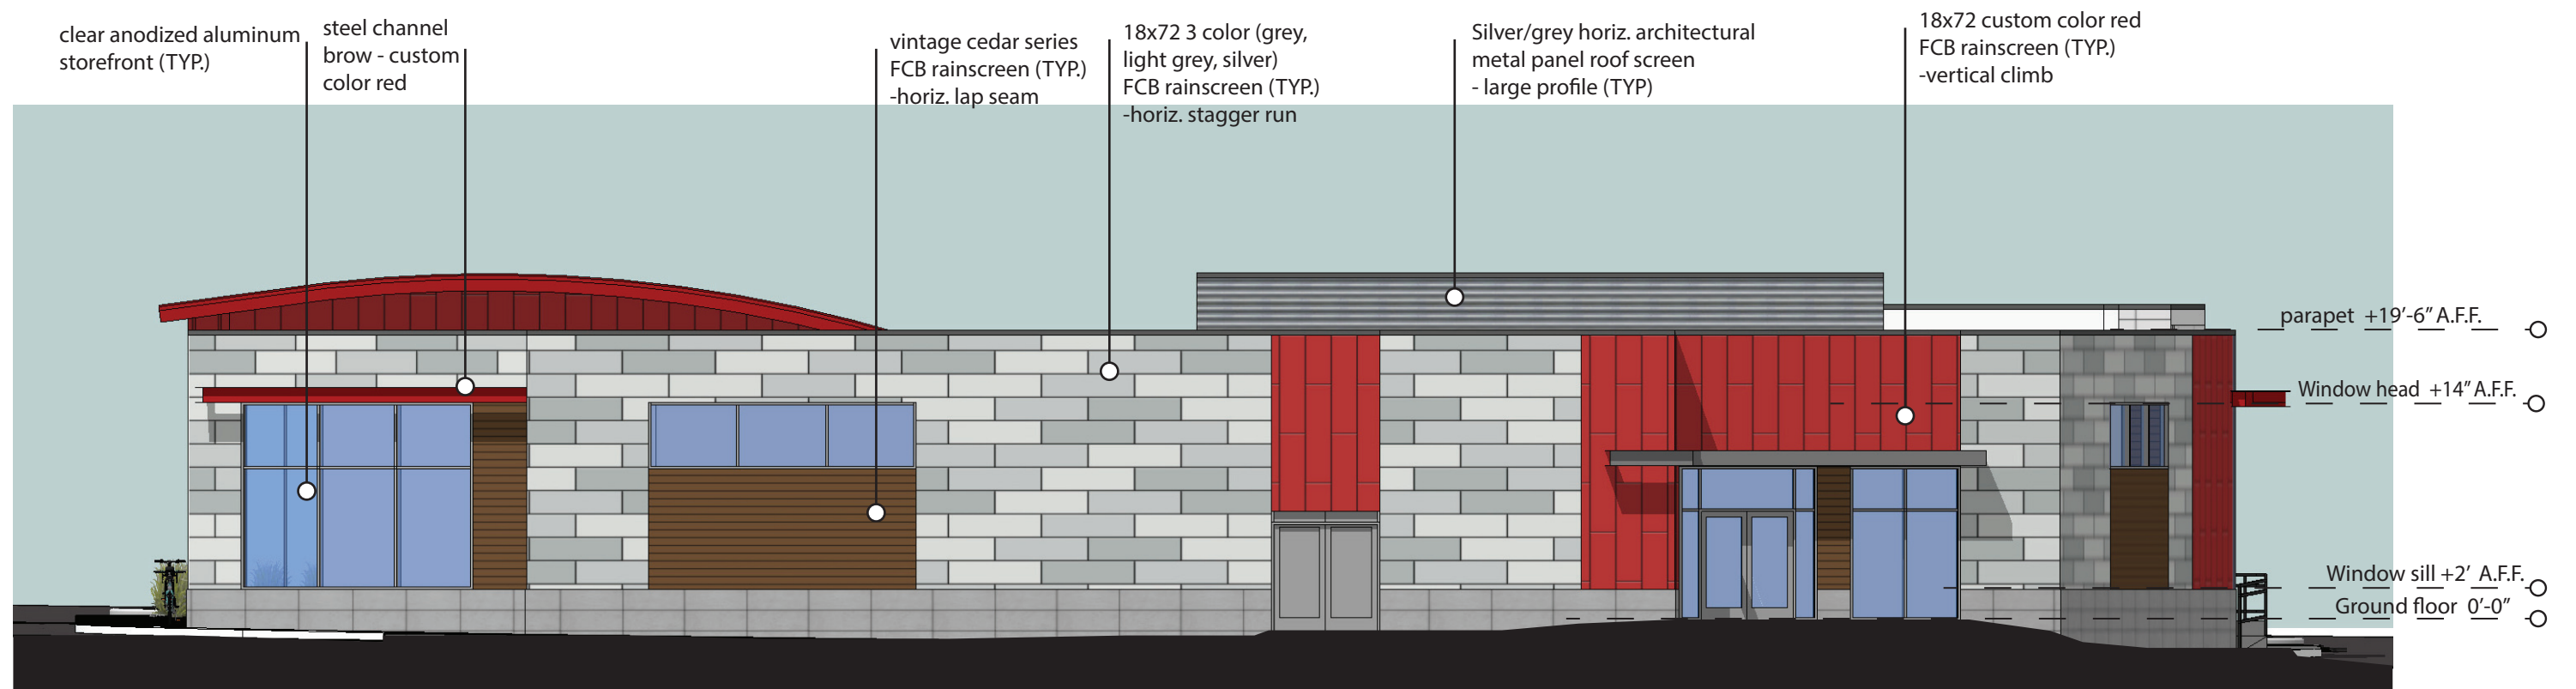 clear anodized aluminum
storefront (TYP.)
steel channel
brow - custom
color red
vintage cedar series
FCB rainscreen (TYP.)
-horiz. lap seam
18x72 3 color (grey,
light grey, silver)
FCB rainscreen (TYP.)
-horiz. stagger run
Silver/grey horiz. architectural
metal panel roof screen
- large profile (TYP)
18x72 custom color red
FCB rainscreen (TYP.)
-vertical climb
parapet +19’-6” A.F.F.
Window head +14” A.F.F.
Window sill +2’ A.F.F.
Ground floor 0’-0”